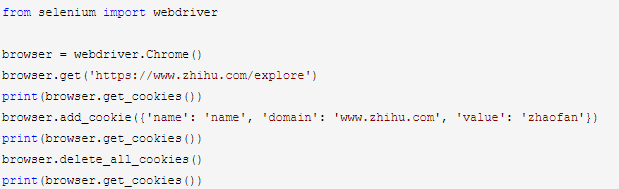 from selenium import webdriver
browser = webdriver.Chrome()
browser.get('https://www.zhihu.com/explore')
print(browser.get_cookies())
browser.add_cookie({'name': 'name', 'domain': 'www.zhihu.com', 'value': 'zhaofan'})
print(browser.get_cookies())
browser.delete_all_cookies()
print(browser.get_cookies())